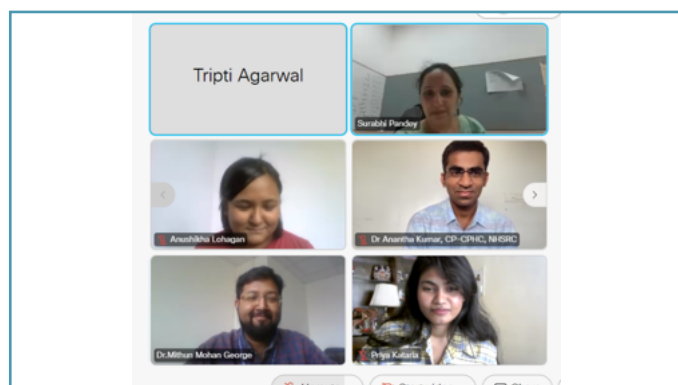 Tripti Agarwal
Surabhi Pandey
Anushikha Lohagan
Dr Anantha Kumar, CP-CPHC, NHSRC
Dr.Mithun Mohan George
Priya Kataria